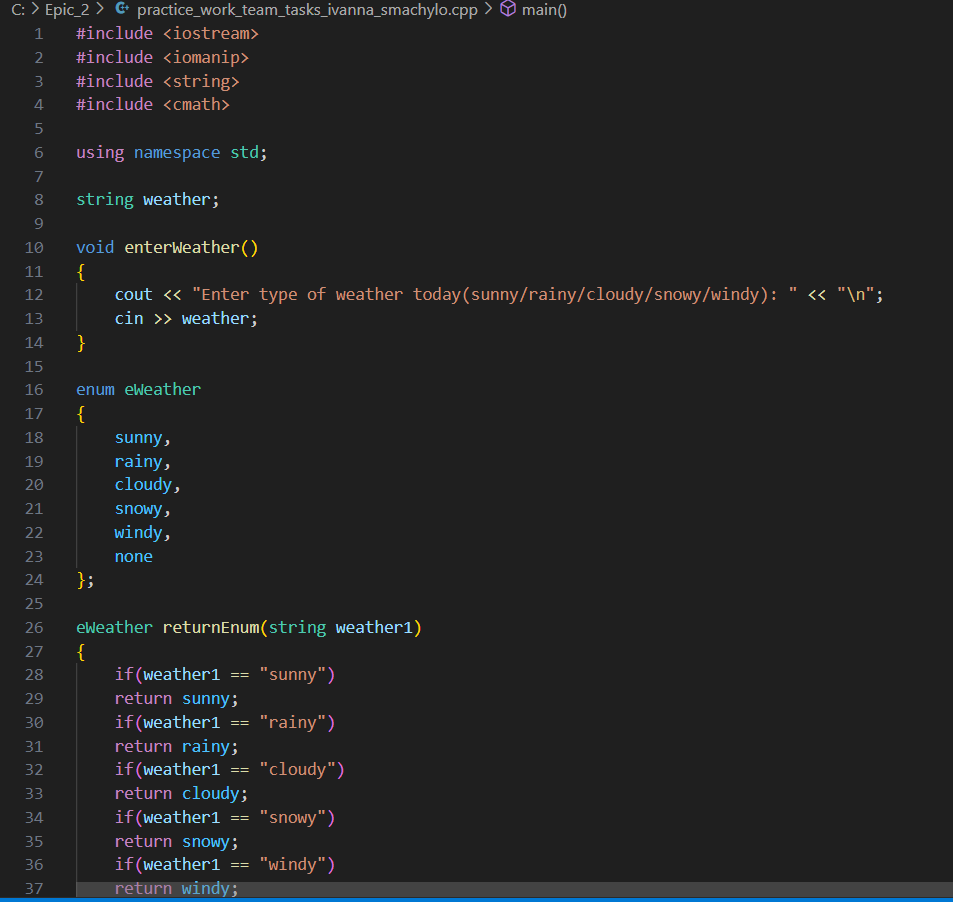 C: > Epic_2 > practice_work_team_tasks_ivanna_smachylo.cpp > main()
1 #include <iostream>
2 #include <iomanip>
3 #include <string>
4 #include <cmath>
5
6 using namespace std;
7
8 string weather;
9
10 void enterWeather()
11 {
12 cout << "Enter type of weather today(sunny/rainy/cloudy/snowy/windy): " << "\n";
13 cin >> weather;
14 }
15
16 enum eWeather
17 {
18 sunny,
19 rainy,
20 cloudy,
21 snowy,
22 windy,
23 none
24 };
25
26 eWeather returnEnum(string weather1)
27 {
28 if(weather1 == "sunny")
29 return sunny;
30 if(weather1 == "rainy")
31 return rainy;
32 if(weather1 == "cloudy")
33 return cloudy;
34 if(weather1 == "snowy")
35 return snowy;
36 if(weather1 == "windy")
37 return windy;